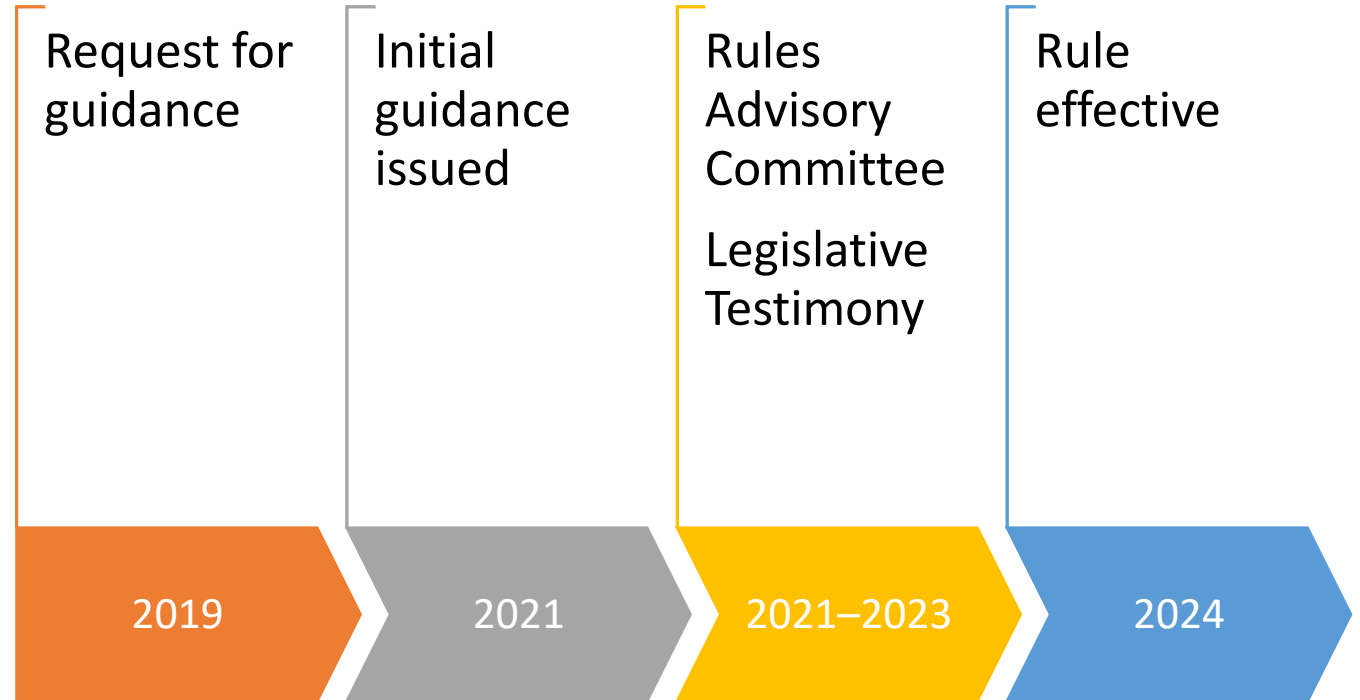 Request for
guidance
Initial
guidance
issued
Rules
Advisory
Committee
Legislative
Testimony
Rule
effective
2019
2021
2021–2023
2024